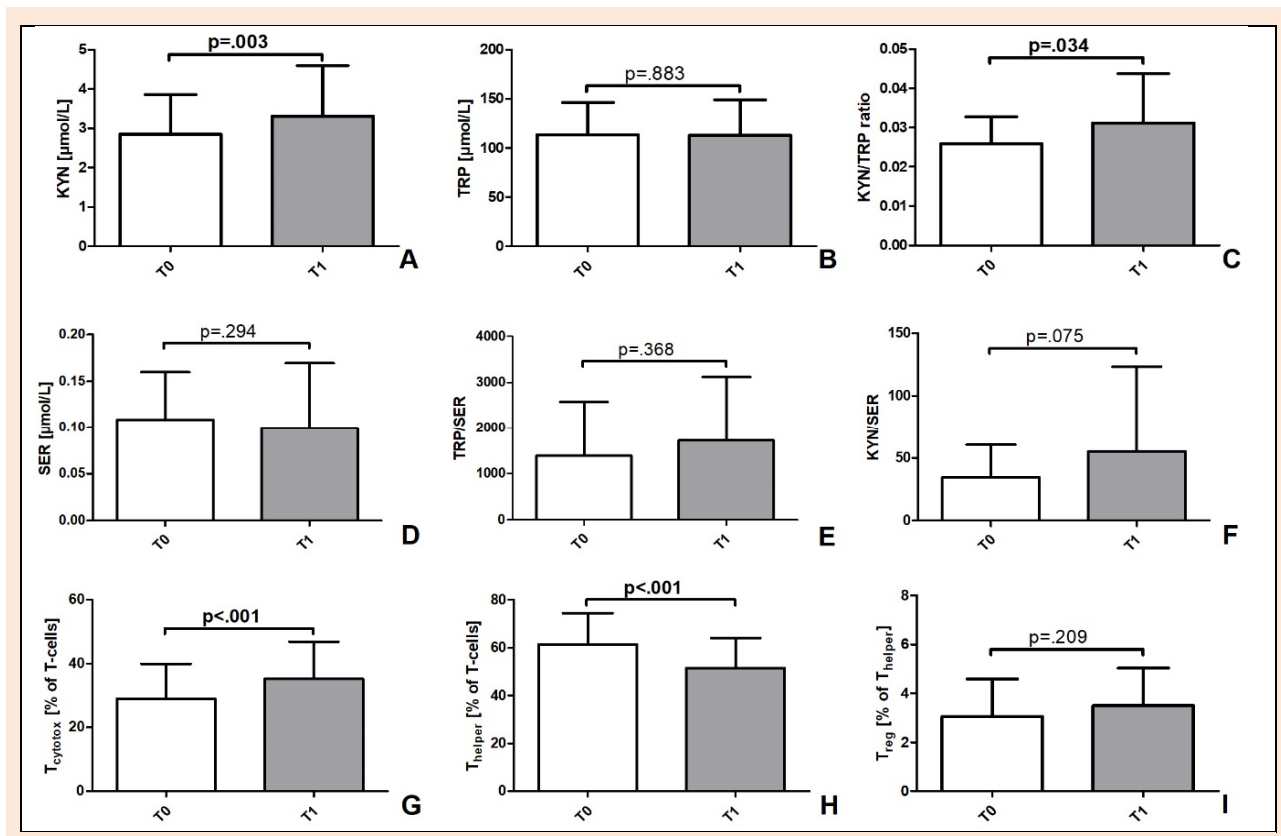 p=.003
KYN [µmol/L]
5
4
3
2
1
0
T0
T1
A
p=.883
TRP [µmol/L]
200
150
100
50
0
T0
T1
B
p=.034
KYN/TRP ratio
0.05
0.04
0.03
0.02
0.01
0.00
T0
T1
C
p=.294
SER [µmol/L]
0.20
0.15
0.10
0.05
0.00
T0
T1
D
p=.368
TRP/SER
4000
3000
2000
1000
0
T0
T1
E
p=.075
KYN/SER
150
100
50
0
T0
T1
F
p<.001
Tcytotox [% of T-cells]
60
40
20
0
T0
T1
G
p<.001
Thelper [% of T-cells]
80
60
40
20
0
T0
T1
H
p=.209
Treg [% of Thelper]
8
6
4
2
0
T0
T1
I